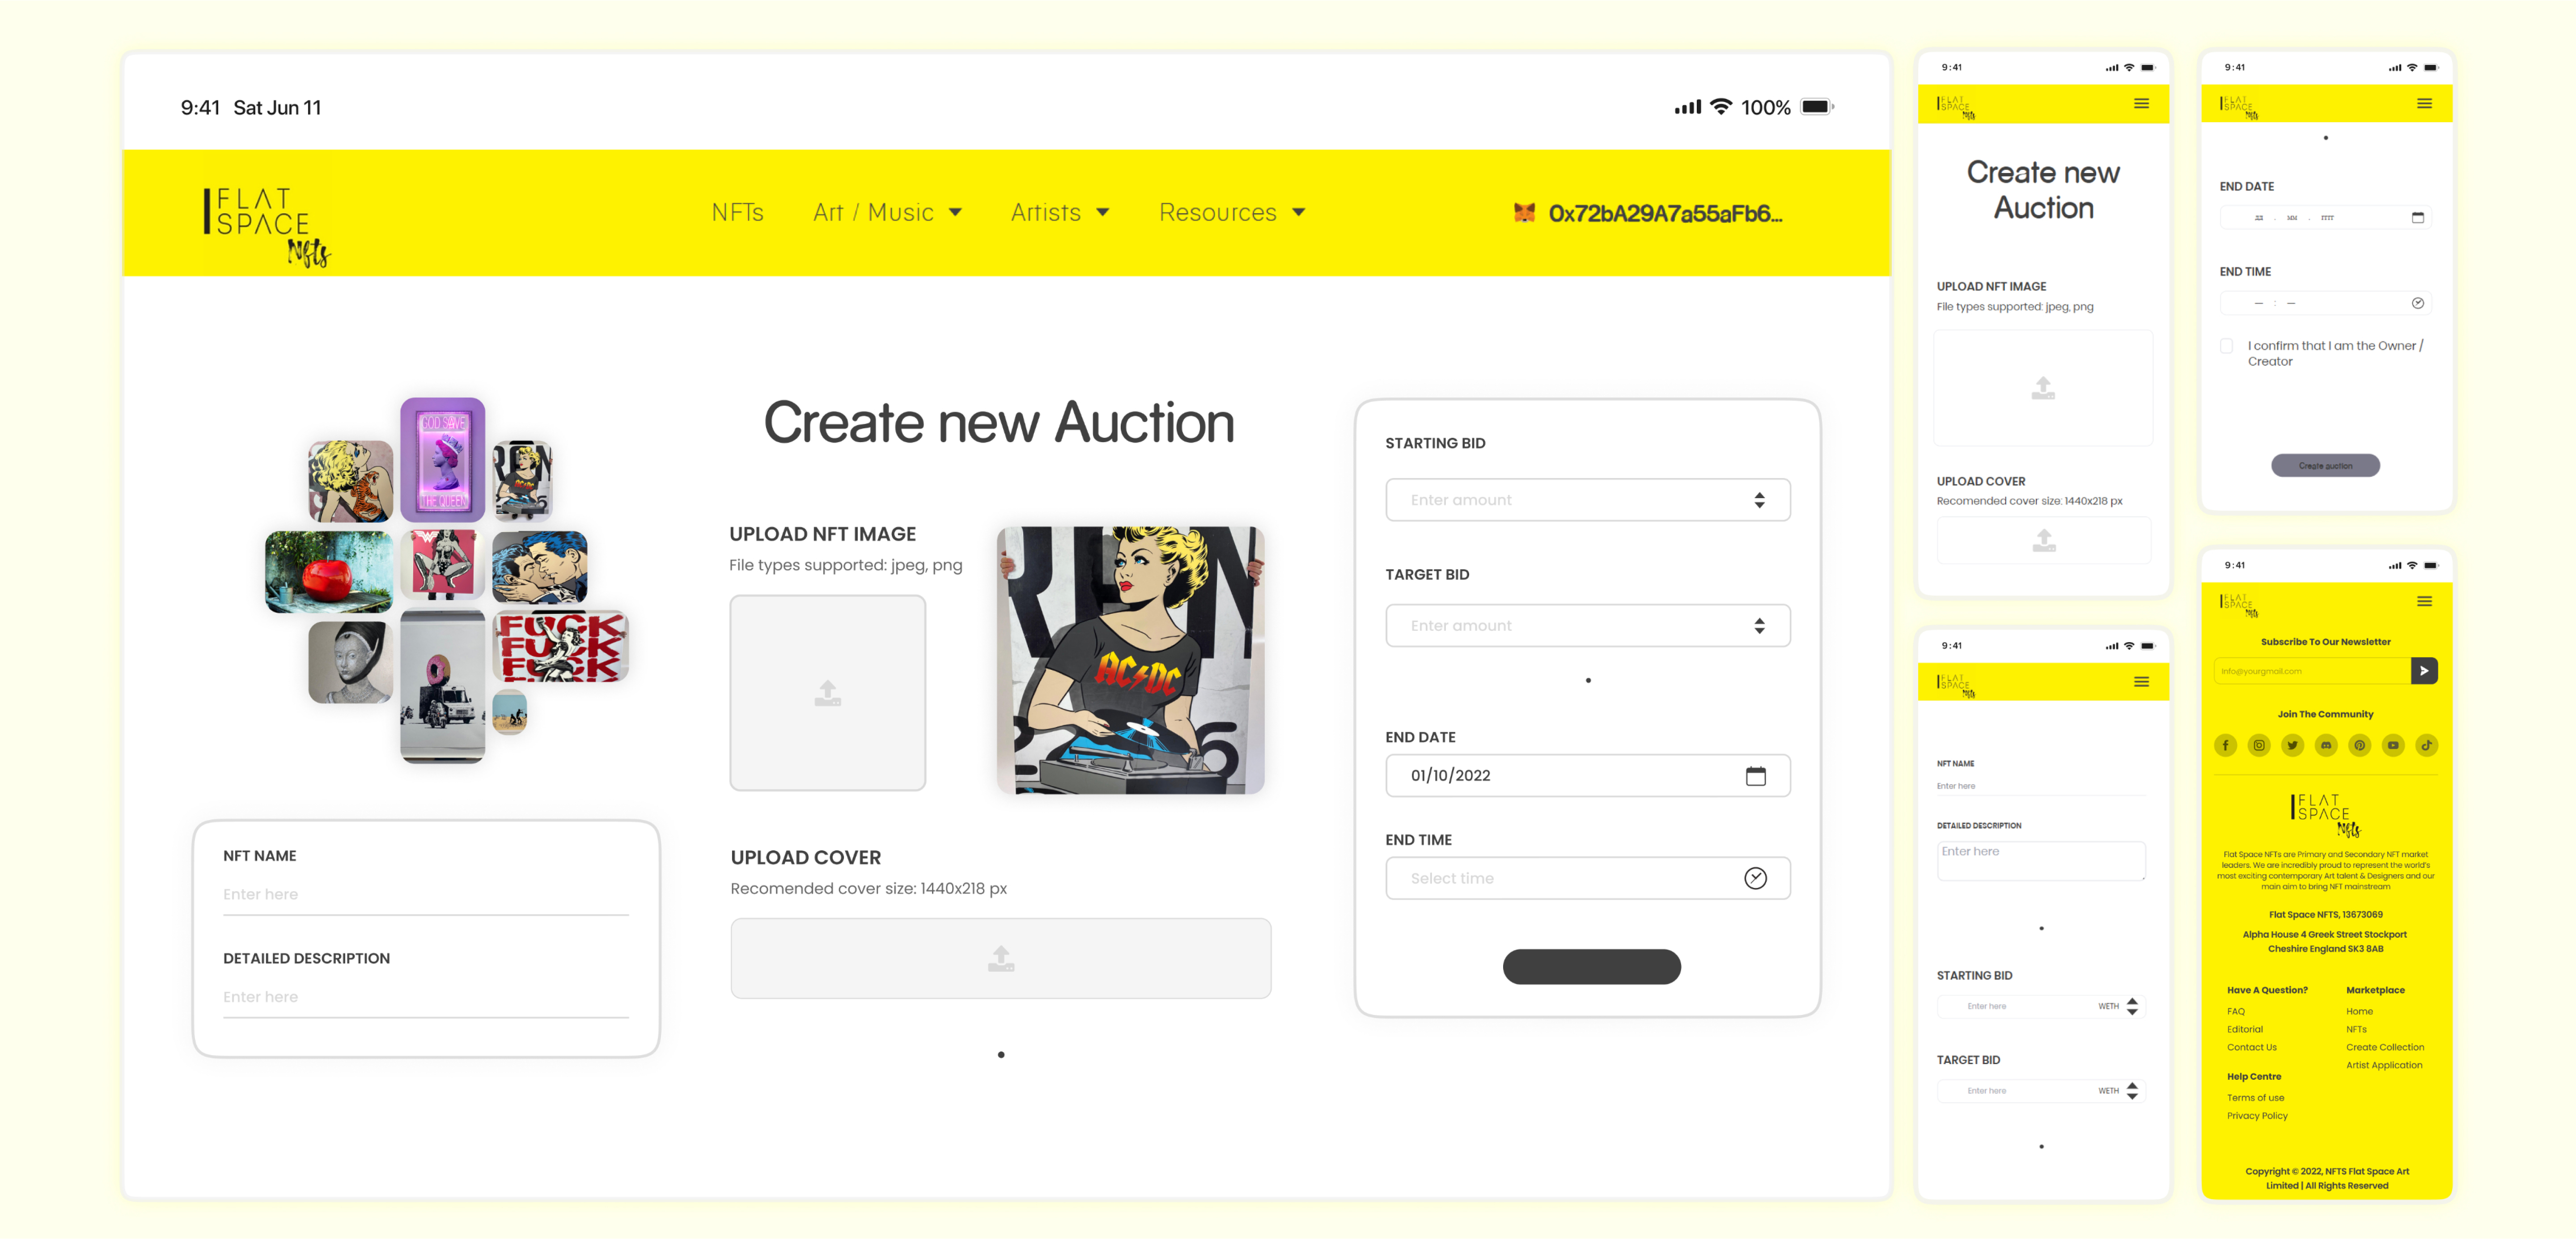 9:41 Sat Jun 11
100%
FLAT
SPACE
Nfts
NFTs
Art / Music
Artists
Resources
0x72bA29A7a55aFb6...
GOD SAVE
THE QUEEN
FUCK
FUCK
FUCK
NFT NAME
Enter here
DETAILED DESCRIPTION
Enter here
Create new Auction
UPLOAD NFT IMAGE
File types supported: jpeg, png
AC DC
UPLOAD COVER
Recomended cover size: 1440x218 px
STARTING BID
Enter amount
TARGET BID
Enter amount
END DATE
01/10/2022
END TIME
Select time
9:41
FLAT
SPACE
Nfts
Create new
Auction
UPLOAD NFT IMAGE
File types supported: jpeg, png
UPLOAD COVER
Recomended cover size: 1440x218 px
9:41
FLAT
SPACE
Nfts
NFT NAME
Enter here
DETAILED DESCRIPTION
Enter here
STARTING BID
Enter here WETH
TARGET BID
Enter here WETH
9:41
FLAT
SPACE
Nfts
END DATE
END TIME
I confirm that I am the Owner /
Creator
Create auction
9:41
FLAT
SPACE
Nfts
Subscribe To Our Newsletter
Info@yourgmail.com
Join The Community
FLAT
SPACE
Nfts
Flat Space NFTs are Primary and Secondary NFT market
leaders. We are incredibly proud to represent the world's
most exciting contemporary Art talent & Designers and our
main aim to bring NFT mainstream
Flat Space NFTS, 13673069
Alpha House 4 Greek Street Stockport
Cheshire England SK3 8AB
Have A Question?
FAQ
Editorial
Contact Us
Help Centre
Terms of use
Privacy Policy
Marketplace
Home
NFTs
Create Collection
Artist Application
Copyright © 2022, NFTS Flat Space Art
Limited | All Rights Reserved